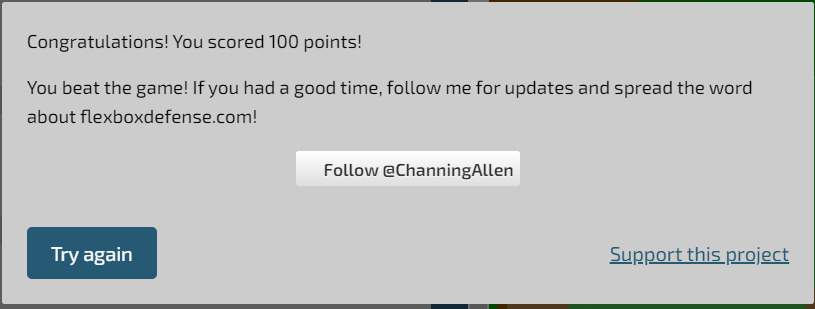 Congratulations! You scored 100 points!
You beat the game! If you had a good time, follow me for updates and spread the word
about flexboxdefense.com!
Follow @ChanningAllen
Try again
Support this project